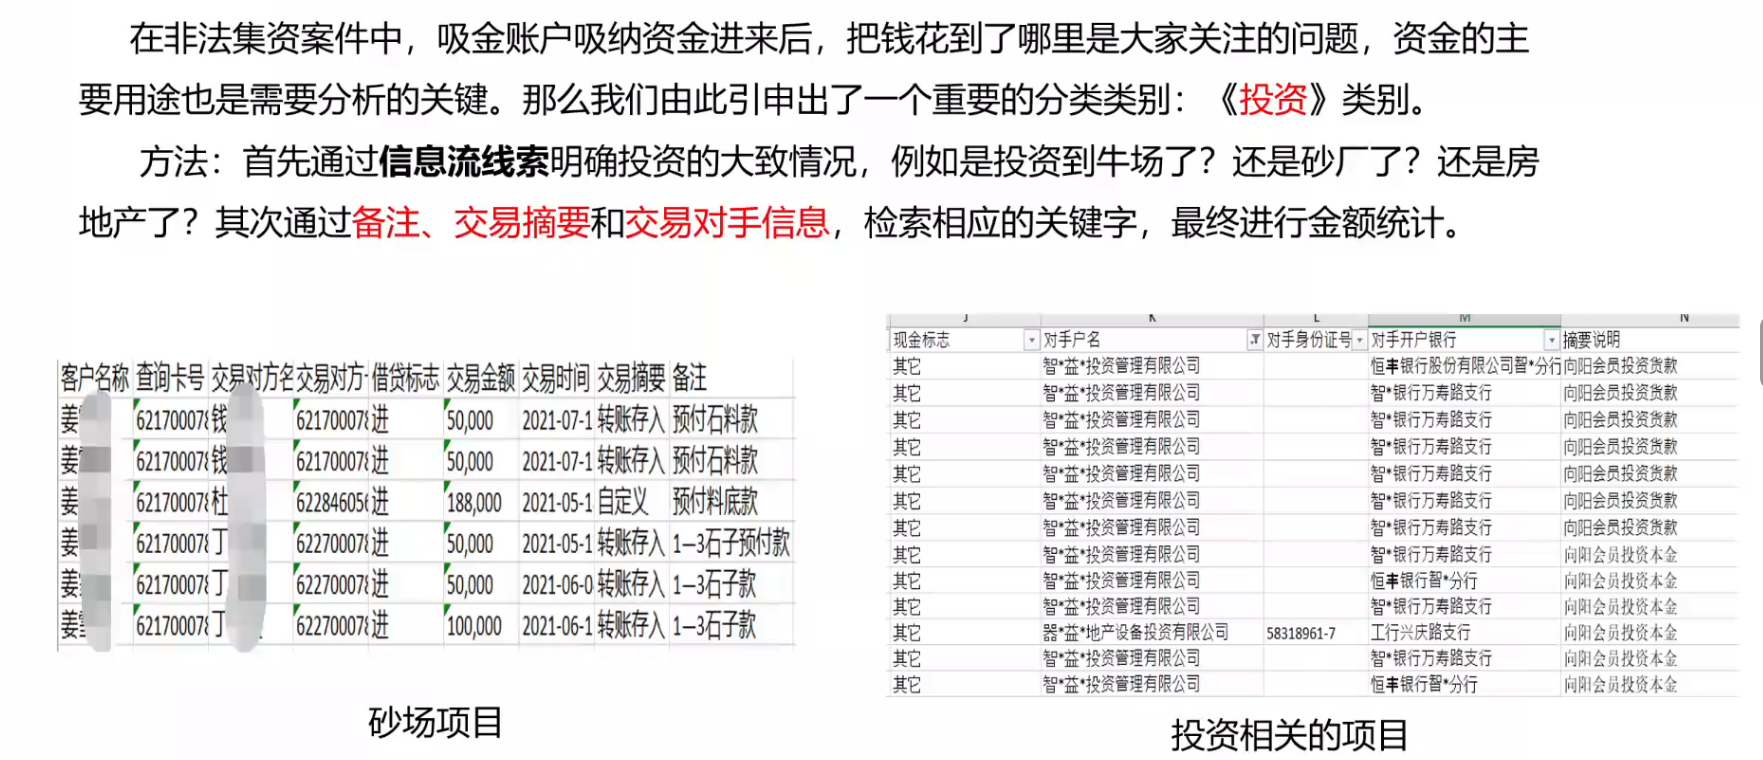 在非法集资案件中，吸金账户吸纳资金进来后，把钱花到了哪里是大家关注的问题，资金的主
要用途也是需要分析的关键。那么我们由此引申出了一个重要的分类类别：《投资》类别。
方法：首先通过信息流线索明确投资的大致情况，例如是投资到牛场了？还是砂厂了？还是房
地产了？其次通过备注、交易摘要和交易对手信息，检索相应的关键字，最终进行金额统计。
客户名称 查询卡号 交易对方名 交易对方 借贷标志 交易金额 交易时间 交易摘要 备注
姜 62170007 钱 62170007 进 50,000 2021-07-1 转账存入 预付石料款
姜 62170007 钱 62170007 进 50,000 2021-07-1 转账存入 预付石料款
姜 62170007 杜 62284605 进 188,000 2021-05-1 自定义 预付料底款
姜 62170007 丁 62270007 进 50,000 2021-05-1 转账存入 1—3石子预付款
姜 62170007 丁 62270007 进 50,000 2021-06-0 转账存入 1—3石子款
姜 62170007 丁 62270007 进 100,000 2021-06-1 转账存入 1—3石子款
砂场项目
J K L M N
现金标志 对手户名 对手身份证号 对手开户银行 摘要说明
其它 智*益*投资管理有限公司 恒丰银行股份有限公司智*分行 向阳会员投资货款
其它 智*益*投资管理有限公司 智*银行万寿路支行 向阳会员投资货款
其它 智*益*投资管理有限公司 智*银行万寿路支行 向阳会员投资货款
其它 智*益*投资管理有限公司 智*银行万寿路支行 向阳会员投资货款
其它 智*益*投资管理有限公司 智*银行万寿路支行 向阳会员投资货款
其它 智*益*投资管理有限公司 智*银行万寿路支行 向阳会员投资货款
其它 智*益*投资管理有限公司 智*银行万寿路支行 向阳会员投资货款
其它 智*益*投资管理有限公司 智*银行万寿路支行 向阳会员投资本金
其它 智*益*投资管理有限公司 恒丰银行智*分行 向阳会员投资本金
其它 智*益*投资管理有限公司 智*银行万寿路支行 向阳会员投资本金
其它 器*益*地产设备投资有限公司 58318961-7 工行兴庆路支行 向阳会员投资本金
其它 智*益*投资管理有限公司 智*银行万寿路支行 向阳会员投资本金
其它 智*益*投资管理有限公司 恒丰银行智*分行 向阳会员投资本金
投资相关的项目